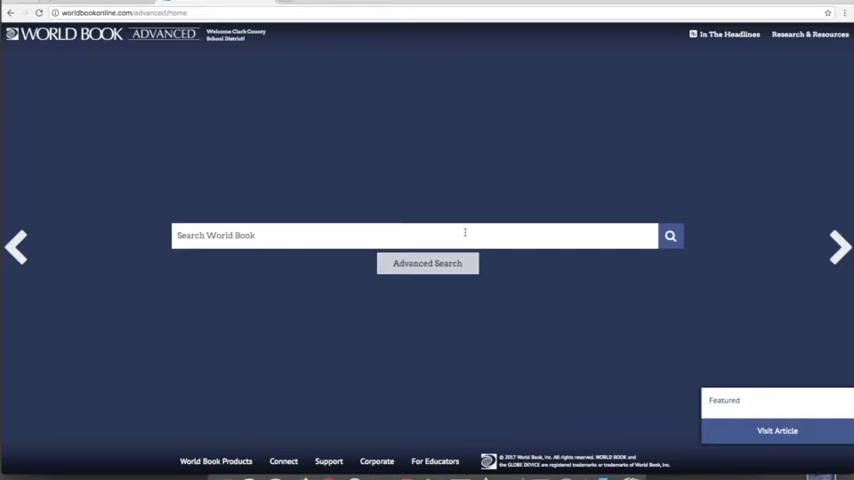 worldbookonline.com/advanced/home
WORLD BOOK ADVANCED
Welcome Clark County
School District!
In The Headlines
Research & Resources
Search World Book
Advanced Search
Featured
Visit Article
World Book Products
Connect
Support
Corporate
For Educators
© 2017 World Book, Inc. All rights reserved. WORLD BOOK and
the GLOBE DEVICE are registered trademarks or trademarks of World Book, Inc.